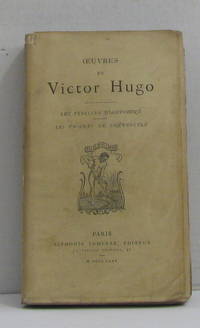 ŒUVRES
DE
Victor Hugo
LES FEUILLES D'AUTOMNE
LES CHANTS DU CRÉPUSCULE
PARIS
ALPHONSE LEMERRE, ÉDITEUR